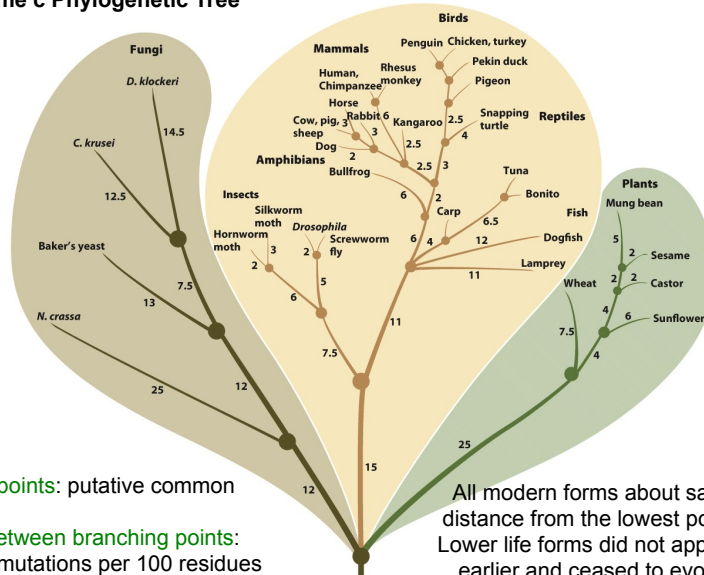 me c Phylogenetic Tree
Birds
Fungi
Mammals
Penguin
Chicken, turkey
Pekin duck
D. klockeri
Human,
Chimpanzee
Rhesus
monkey
Pigeon
Horse
Rabbit
6
2.5
Snapping
turtle
Reptiles
14.5
Cow, pig,
sheep
3
3
Kangaroo
4
C. krusei
Dog
2
2.5
2.5
3
Amphibians
Bullfrog
Tuna
Plants
12.5
Insects
6
2
Bonito
Mung bean
Silkworm
moth
Carp
Fish
Hornworm
moth
Drosophila
6.5
Baker's yeast
3
2
Screwworm
fly
6
4
12
Dogfish
5
2
Sesame
2
5
Lamprey
2
2
Castor
7.5
6
11
Wheat
13
4
6
Sunflower
N. crassa
11
7.5
7.5
4
25
12
25
15
12
points: putative common
All modern forms about sa
etween branching points:
distance from the lowest po
mutations per 100 residues
Lower life forms did not app
earlier and ceased to evo